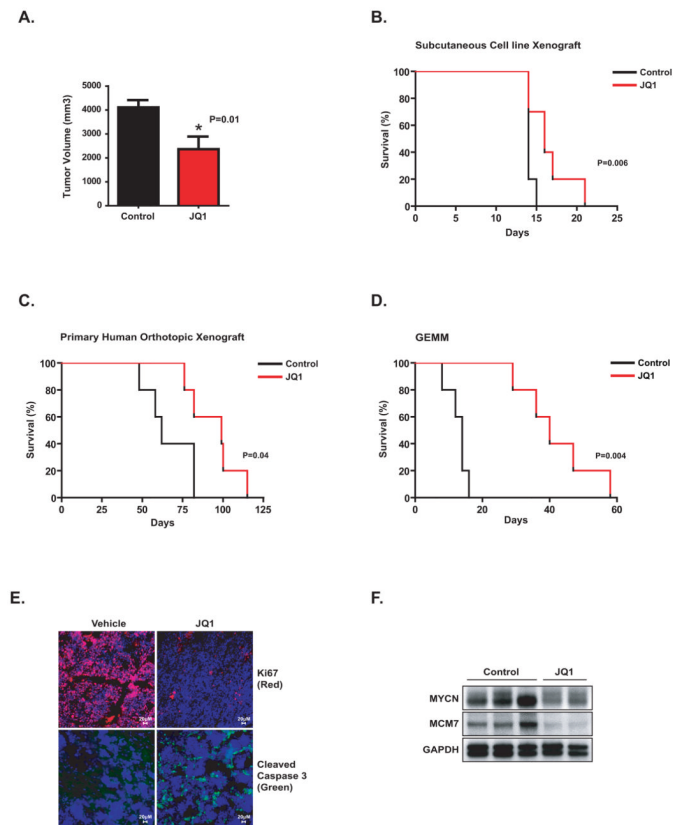 A.
5000
4000
3000
2000
1000
0
Tumor Volume (mm3)
* P=0.01
Control JQ1
B.
Subcutaneous Cell line Xenograft
Control
JQ1
100
80
60
40
20
0
Survival (%)
P=0.006
0 5 10 15 20 25
Days
C.
Primary Human Orthotopic Xenograft
Control
JQ1
100
80
60
40
20
0
Survival (%)
P=0.04
0 25 50 75 100 125
Days
D.
GEMM
Control
JQ1
100
80
60
40
20
0
Survival (%)
P=0.004
0 20 40 60
Days
E.
Vehicle JQ1
Ki67
(Red)
20μM 20μM
Cleaved
Caspase 3
(Green)
20μM 20μM
F.
Control JQ1
MYCN
MCM7
GAPDH